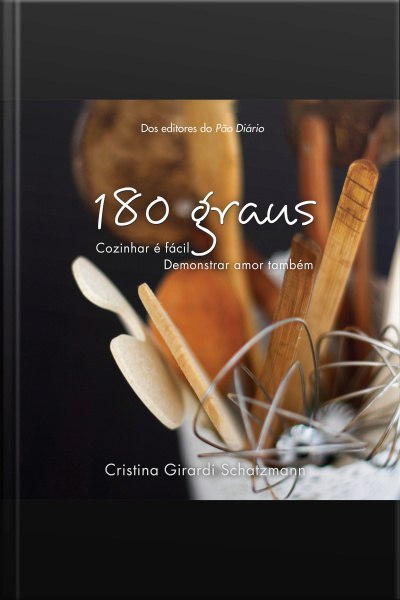 Dos editores do Pão Diário
180 graus
Cozinhar é fácil
Demonstrar amor também
Cristina Girardi Schatzmann